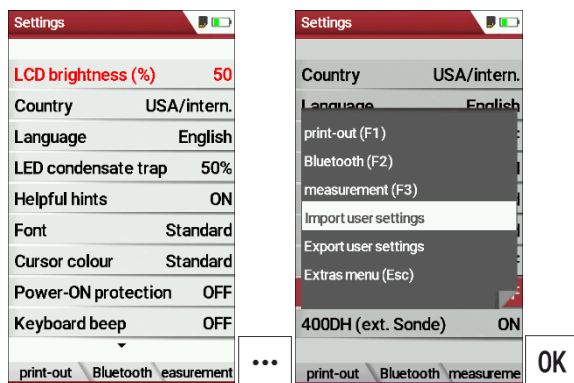 Settings
LCD brightness (%) 50
Country USA/intern.
Language English
LED condensate trap 50%
Helpful hints ON
Font Standard
Cursor colour Standard
Power-ON protection OFF
Keyboard beep OFF
print-out Bluetooth easurement
...
Settings
Country USA/intern.
Language English
print-out (F1)
Bluetooth (F2)
measurement (F3)
Import user settings
Export user settings
Extras menu (Esc)
400DH (ext. Sonde) ON
print-out Bluetooth measureme
OK